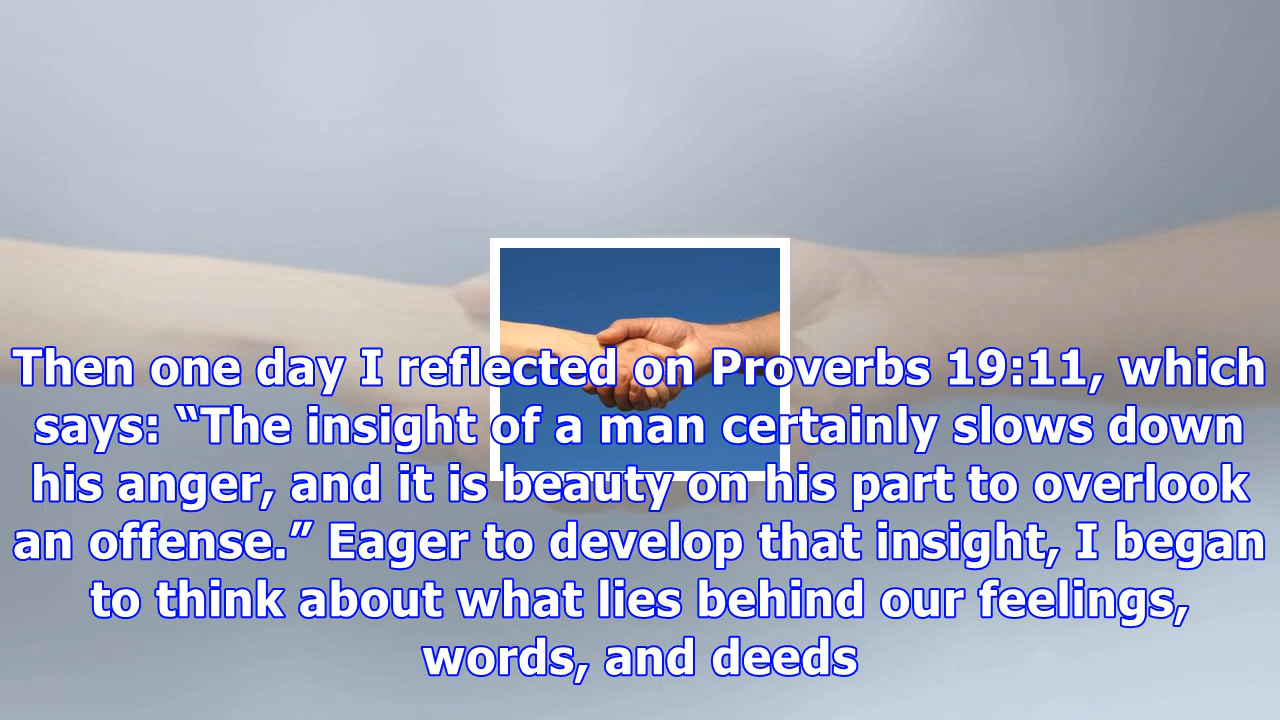 Then one day I reflected on Proverbs 19:11, which
says: “The insight of a man certainly slows down
his anger, and it is beauty on his part to overlook
an offense.” Eager to develop that insight, I began
to think about what lies behind our feelings,
words, and deeds